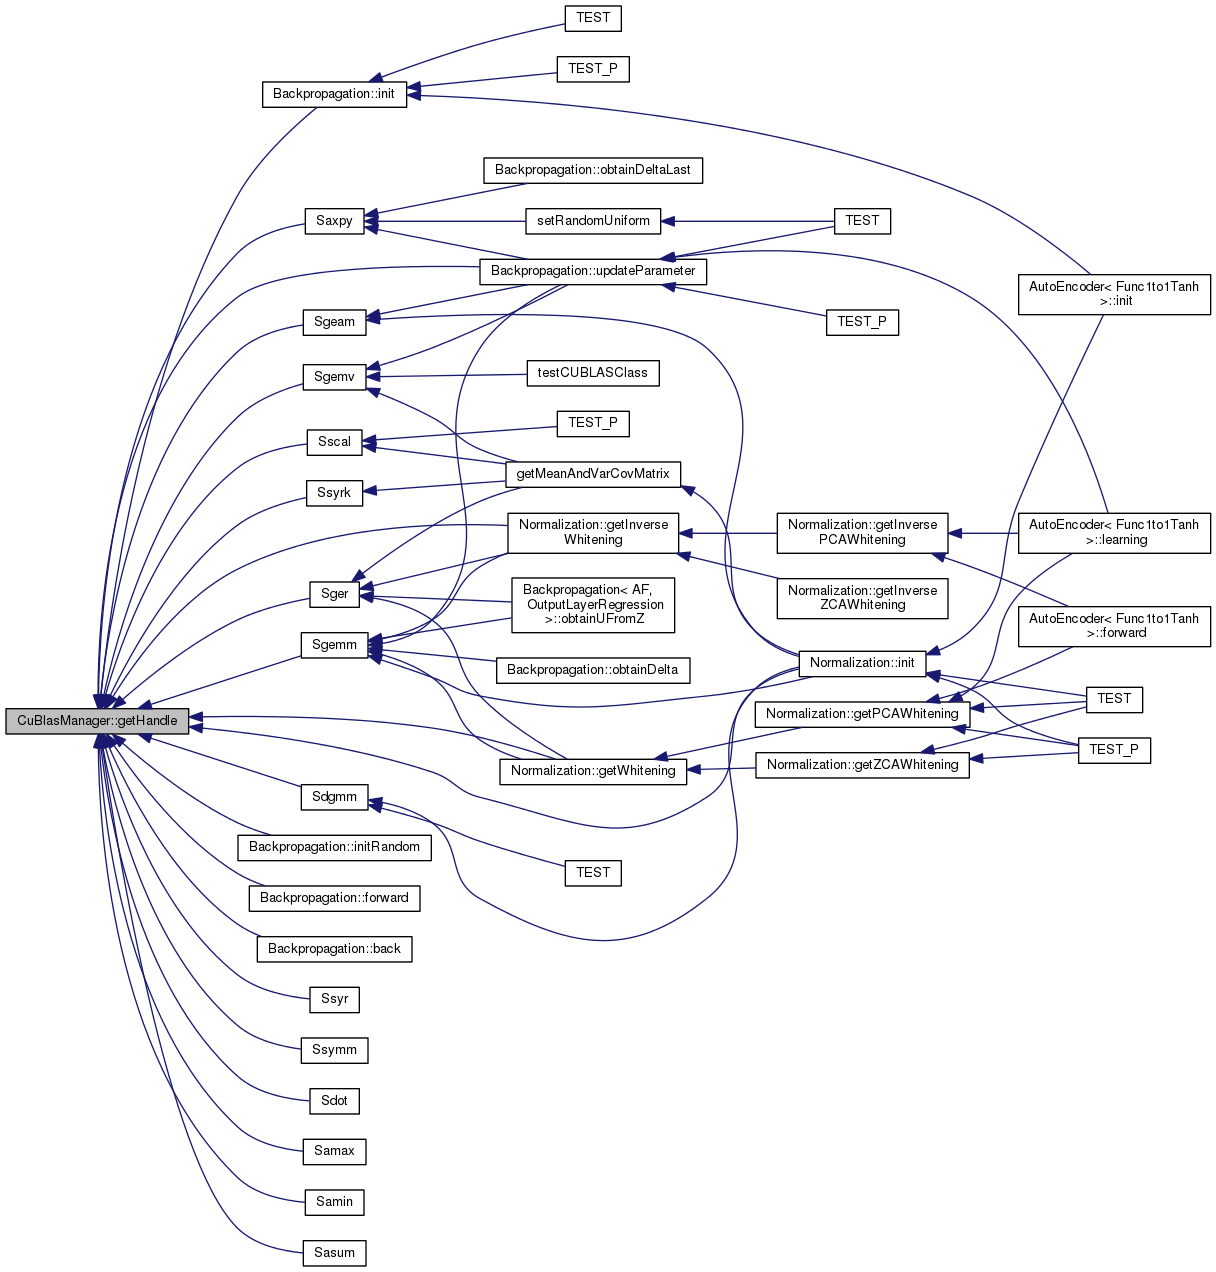 TEST
TEST_P
Backpropagation::init
Backpropagation::obtainDeltaLast
Saxpy
setRandomUniform
TEST
Backpropagation::updateParameter
AutoEncoder< Func1to1Tanh
>::init
Sgeam
TEST_P
Sgemv
testCUBLASClass
Sscal
TEST_P
getMeanAndVarCovMatrix
Ssyrk
Normalization::getInverse
Whitening
Normalization::getInverse
PCAWhitening
AutoEncoder< Func1to1Tanh
>::learning
Sger
Backpropagation< AF,
OutputLayerRegression
>::obtainUFromZ
Normalization::getInverse
ZCAWhitening
AutoEncoder< Func1to1Tanh
>::forward
Sgemm
Backpropagation::obtainDelta
Normalization::init
TEST
CuBlasManager::getHandle
Normalization::getPCAWhitening
TEST_P
Normalization::getWhitening
Normalization::getZCAWhitening
Sdgmm
Backpropagation::initRandom
TEST
Backpropagation::forward
Backpropagation::back
Ssyr
Ssymm
Sdot
Samax
Samin
Sasum